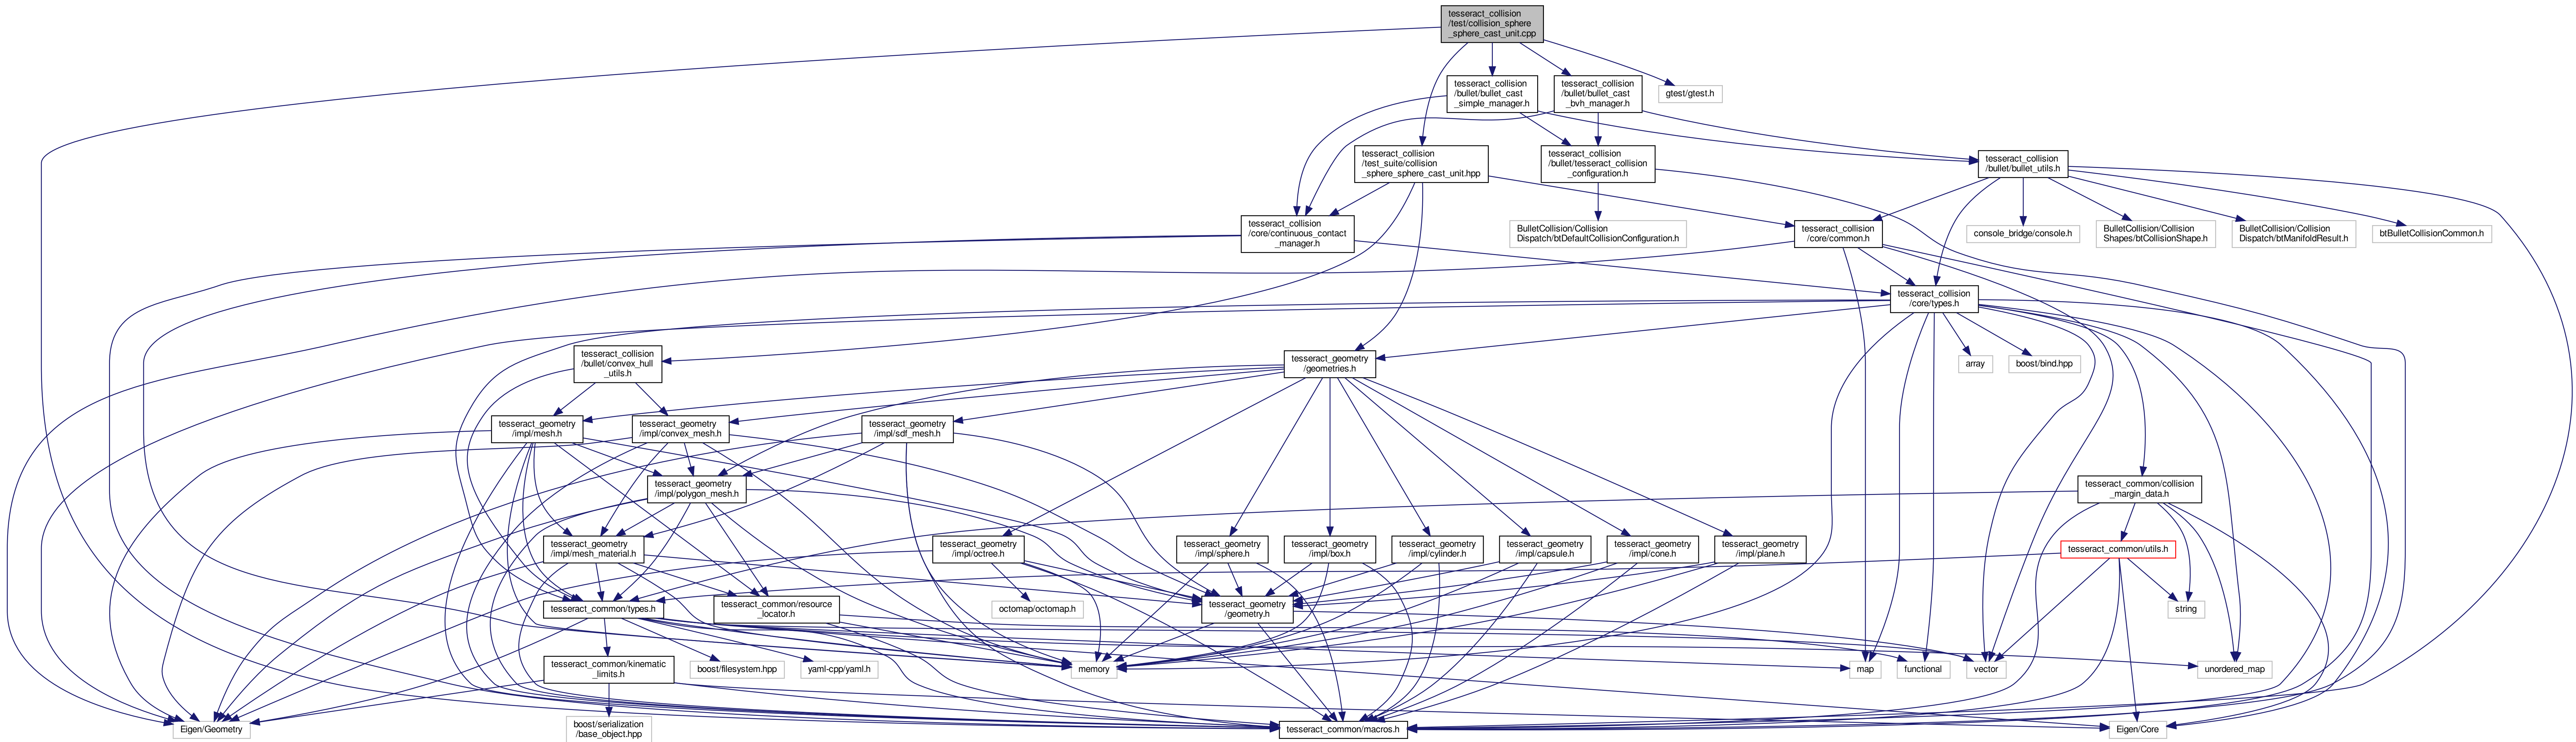 tesseract_collision
/test/collision_sphere
_sphere_cast_unit.cpp
tesseract_collision
/bullet/bullet_cast
_simple_manager.h
tesseract_collision
/bullet/bullet_cast
_bvh_manager.h
gtest/gtest.h
tesseract_collision
/test_suite/collision
_sphere_sphere_cast_unit.hpp
tesseract_collision
/bullet/tesseract_collision
_configuration.h
tesseract_collision
/bullet/bullet_utils.h
tesseract_collision
/core/continuous_contact
_manager.h
BulletCollision/Collision
Dispatch/btDefaultCollisionConfiguration.h
tesseract_collision
/core/common.h
console_bridge/console.h
BulletCollision/Collision
Shapes/btCollisionShape.h
BulletCollision/Collision
Dispatch/btManifoldResult.h
btBulletCollisionCommon.h
tesseract_collision
/core/types.h
tesseract_collision
/bullet/convex_hull
_utils.h
tesseract_geometry
/geometries.h
array
boost/bind.hpp
tesseract_geometry
/impl/mesh.h
tesseract_geometry
/impl/convex_mesh.h
tesseract_geometry
/impl/sdf_mesh.h
tesseract_geometry
/impl/polygon_mesh.h
tesseract_common/collision
_margin_data.h
tesseract_geometry
/impl/mesh_material.h
tesseract_geometry
/impl/octree.h
tesseract_geometry
/impl/sphere.h
tesseract_geometry
/impl/box.h
tesseract_geometry
/impl/cylinder.h
tesseract_geometry
/impl/capsule.h
tesseract_geometry
/impl/cone.h
tesseract_geometry
/impl/plane.h
tesseract_common/utils.h
tesseract_common/types.h
tesseract_common/resource
_locator.h
octomap/octomap.h
tesseract_geometry
/geometry.h
string
tesseract_common/kinematic
_limits.h
boost/filesystem.hpp
yaml-cpp/yaml.h
memory
map
functional
vector
unordered_map
Eigen/Geometry
boost/serialization
/base_object.hpp
tesseract_common/macros.h
Eigen/Core